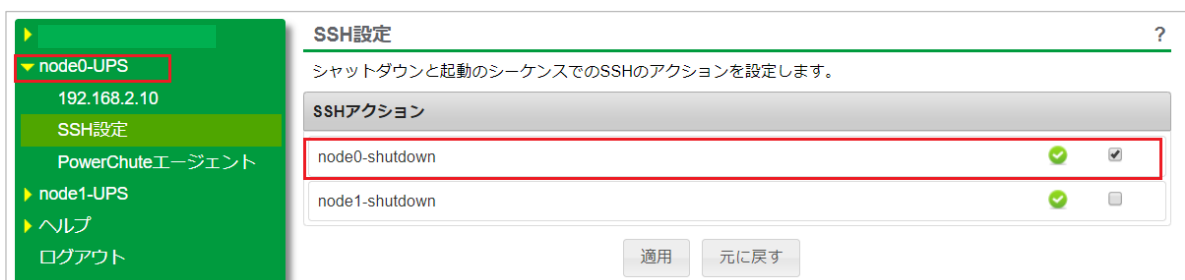 node0-UPS
192.168.2.10
SSH設定
PowerChuteエージェント
node1-UPS
ヘルプ
ログアウト
SSH設定
?
シャットダウンと起動のシーケンスでのSSHのアクションを設定します。
SSHアクション
node0-shutdown
node1-shutdown
適用
元に戻す